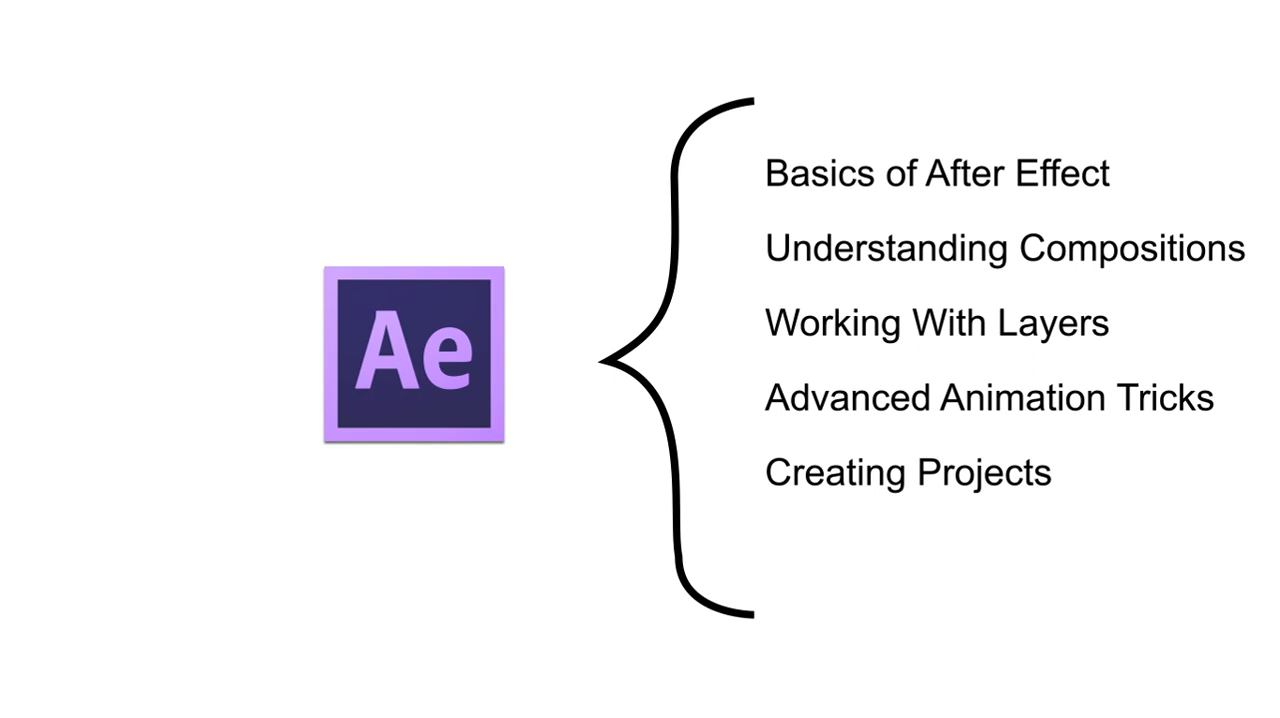 Ae
Basics of After Effect
Understanding Compositions
Working With Layers
Advanced Animation Tricks
Creating Projects